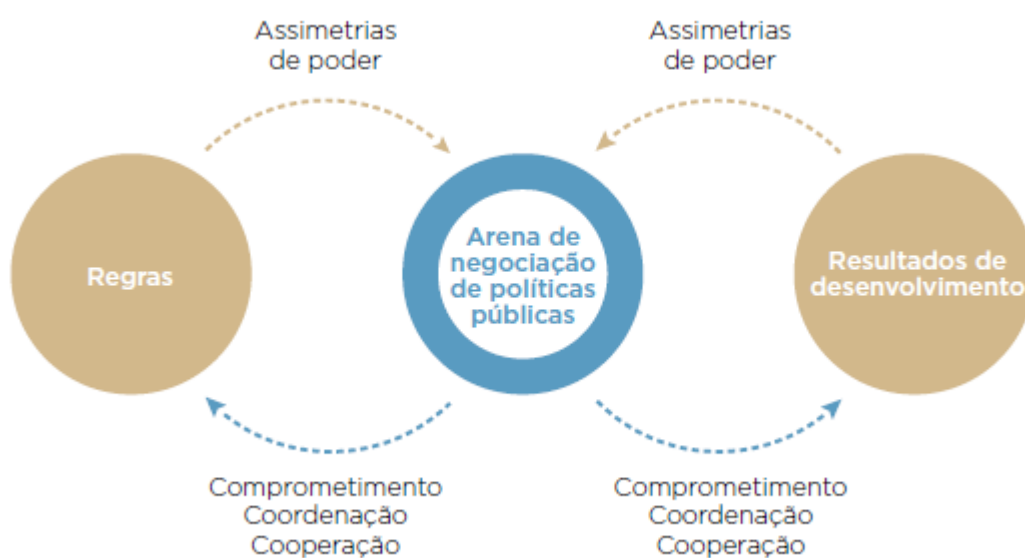 Assimetrias
de poder
Assimetrias
de poder
Regras
Arena de
negociação
de políticas
públicas
Resultados de
desenvolvimento
Comprometimento
Coordenação
Cooperação
Comprometimento
Coordenação
Cooperação